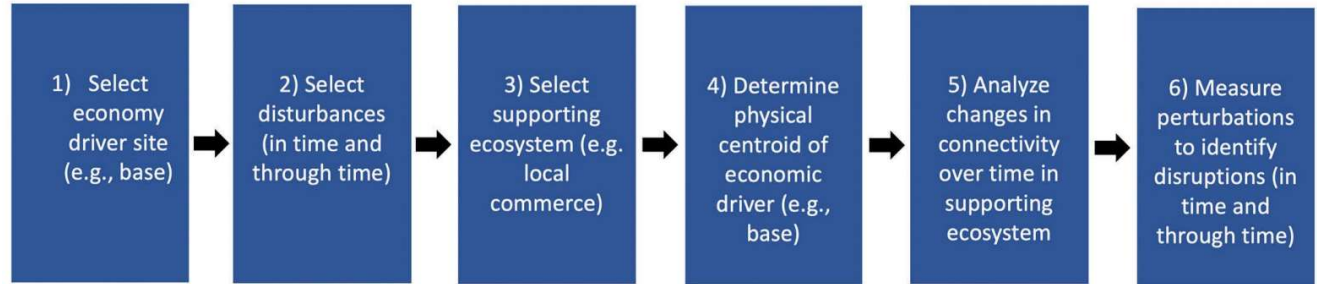 1) Select
economy
driver site
(e.g., base)
2) Select
disturbances
(in time and
through time)
3) Select
supporting
ecosystem (e.g.
local
commerce)
4) Determine
physical
centroid of
economic
driver (e.g.,
base)
5) Analyze
changes in
connectivity
over time in
supporting
ecosystem
6) Measure
perturbations
to identify
disruptions (in
time and
through time)